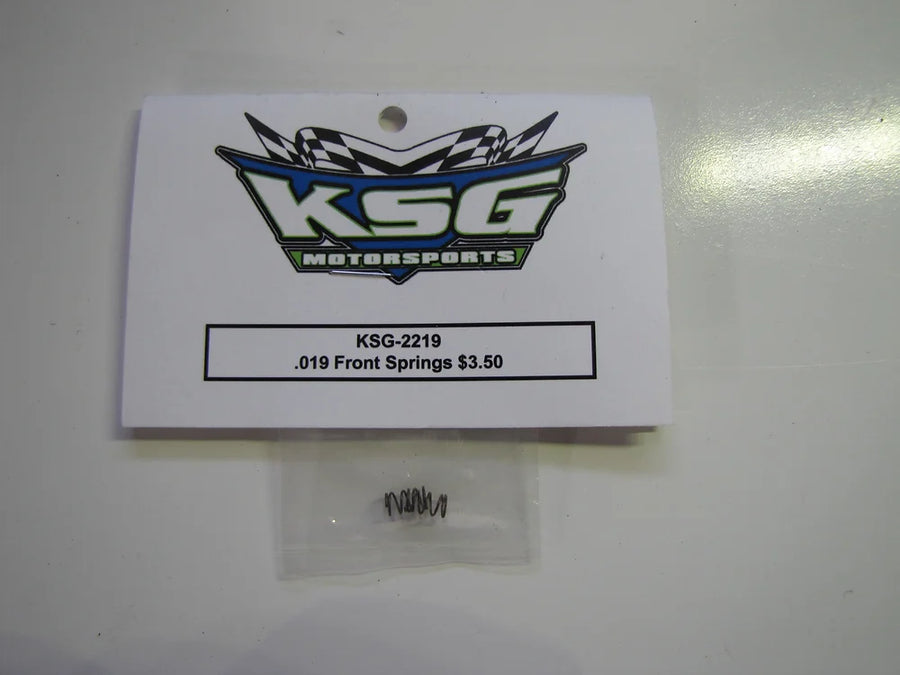 KSG
MOTORSPORTS
KSG-2219
.019 Front Springs $3.50